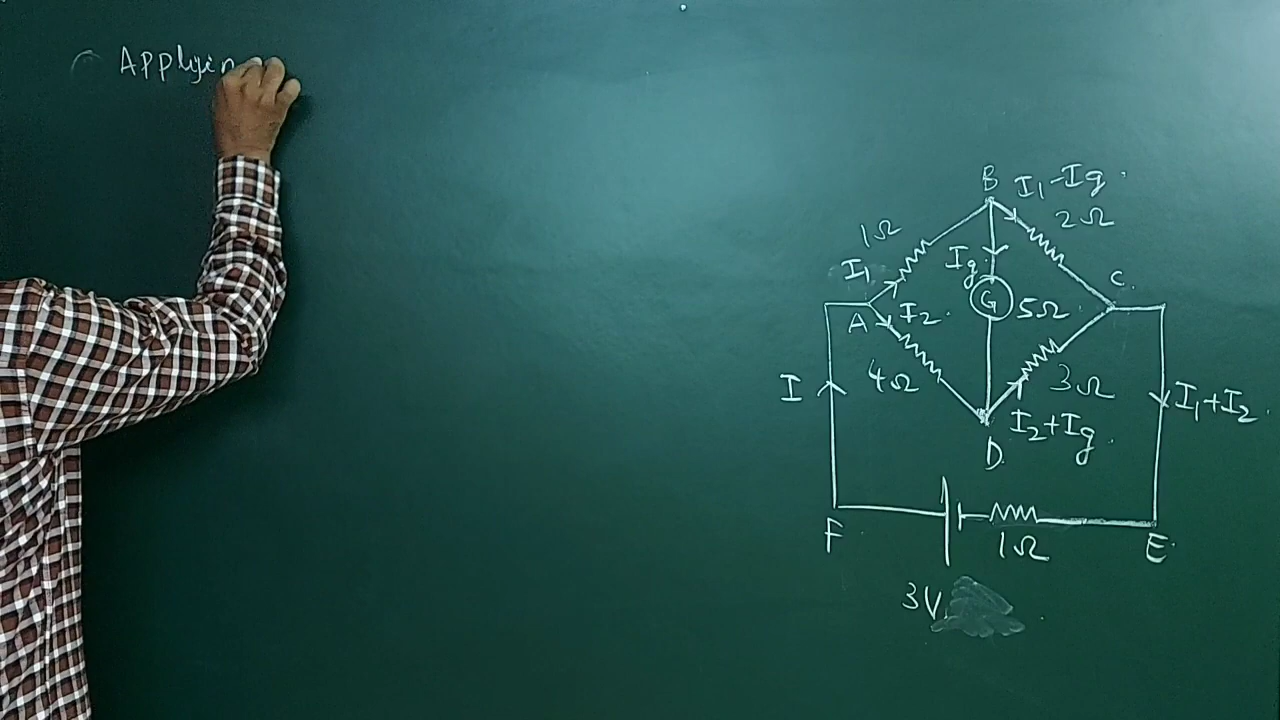 Applyin
B
I₁-Ig
1Ω
2Ω
I₁
Ig
C
A
I₂
G
5Ω
I
4Ω
3Ω
I₁+I₂
I₂+Ig
D
F
1Ω
E
3V